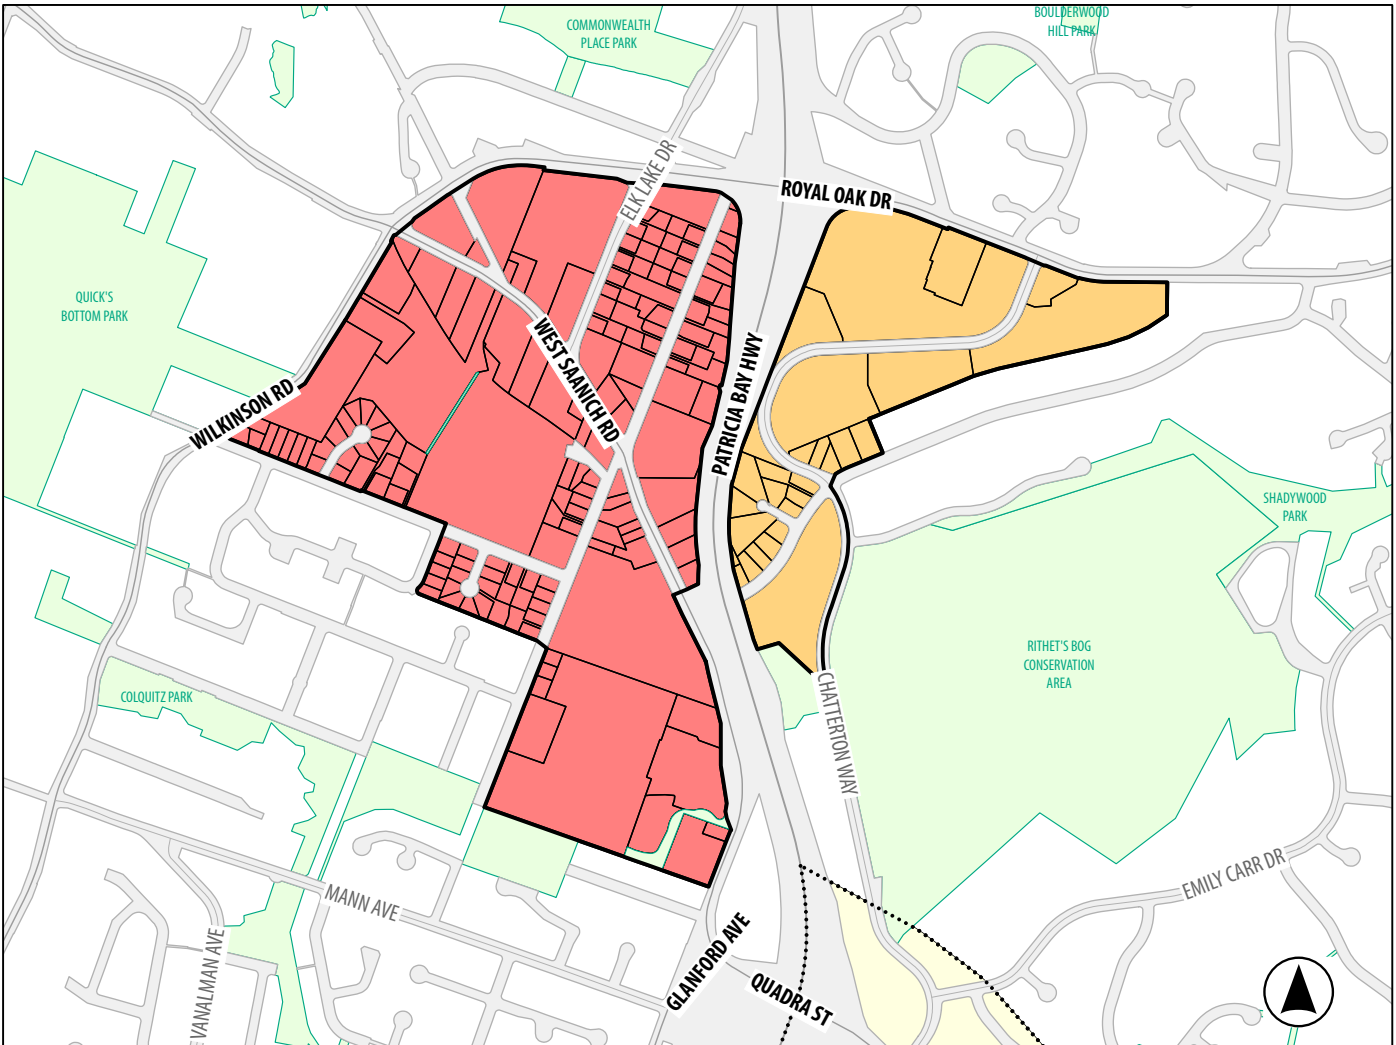 COMMONWEALTH
PLACE PARK
BOULDERWOOD
HILL PARK
ELK LAKE DR
ROYAL OAK DR
QUICK'S
BOTTOM PARK
WEST SAANICH RD
PATRICIA BAY HWY
WILKINSON RD
SHADYWOOD
PARK
RITHET'S BOG
CONSERVATION
AREA
COLQUITZ PARK
CHATTERTON WAY
EMILY CARR DR
MANN AVE
VANALMAN AVE
GLANFORD AVE
QUADRA ST